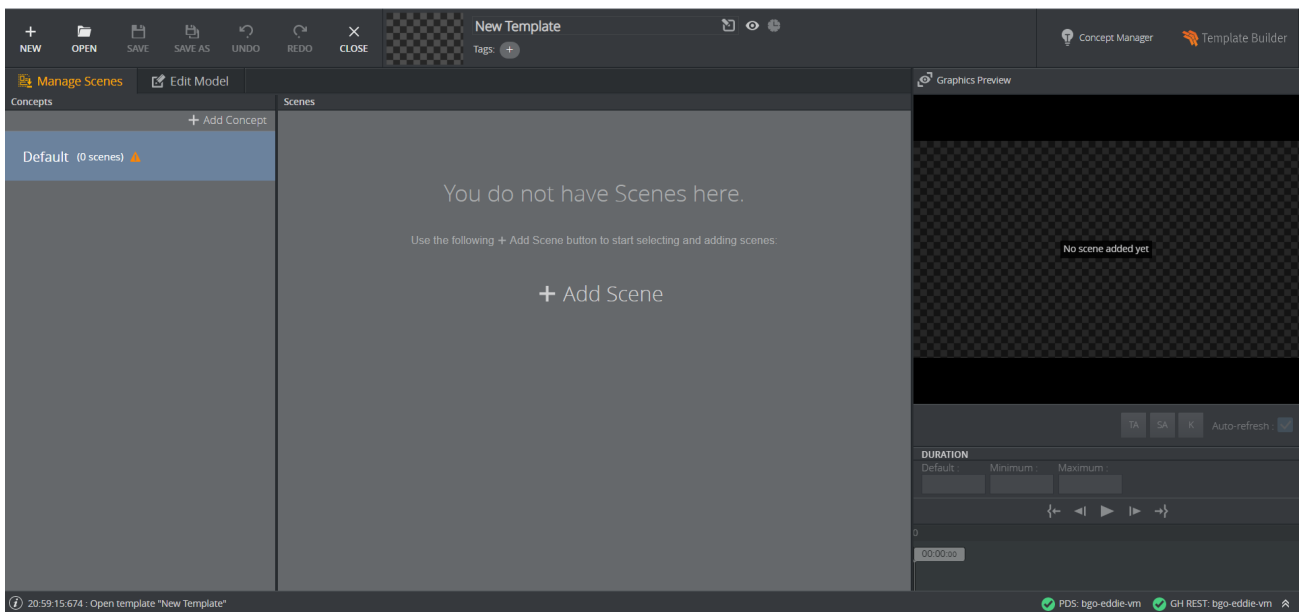 NEW OPEN SAVE SAVE AS UNDO REDO CLOSE
New Template
Tags: +
Concept Manager
Template Builder
Manage Scenes
Edit Model
Graphics Preview
Concepts
Scenes
+ Add Concept
Default (0 scenes)
You do not have Scenes here.
Use the following + Add Scene button to start selecting and adding scenes:
+ Add Scene
No scene added yet
TA SA K Auto-refresh :
DURATION
Default : Minimum : Maximum :
0
00:00:00
20:59:15:674 : Open template "New Template"
PDS: bgo-eddie-vm GH REST: bgo-eddie-vm